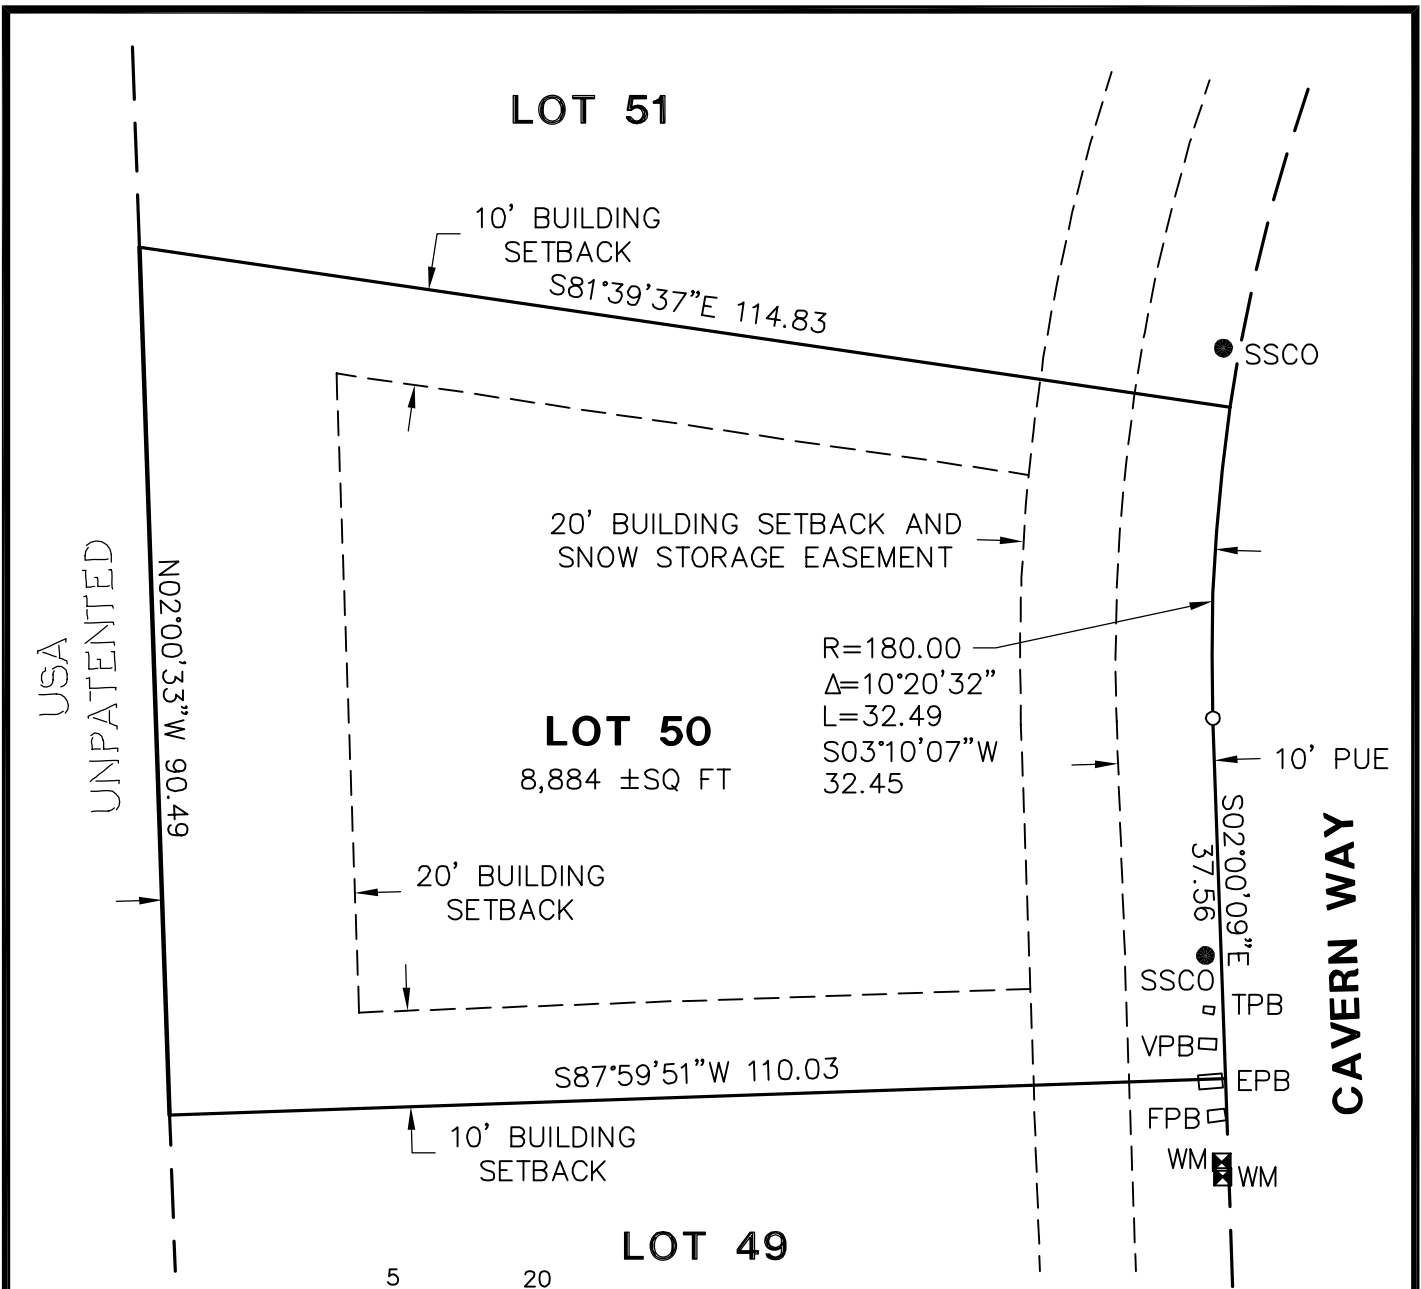 LOT 51
10' BUILDING
SETBACK
S81°39'37"E 114.83
SSCO
20' BUILDING SETBACK AND
SNOW STORAGE EASEMENT
USA
UNPATENTED
N02°00'33"W 90.49
R=180.00
Δ=10°20'32"
L=32.49
S03°10'07"W
32.45
LOT 50
8,884 ±SQ FT
10' PUE
S02°00'09"E
37.56
CAVERN WAY
20' BUILDING
SETBACK
SSCO
TPB
VPB
EPB
FPB
WM
WM
S87°59'51"W 110.03
10' BUILDING
SETBACK
LOT 49
5 20